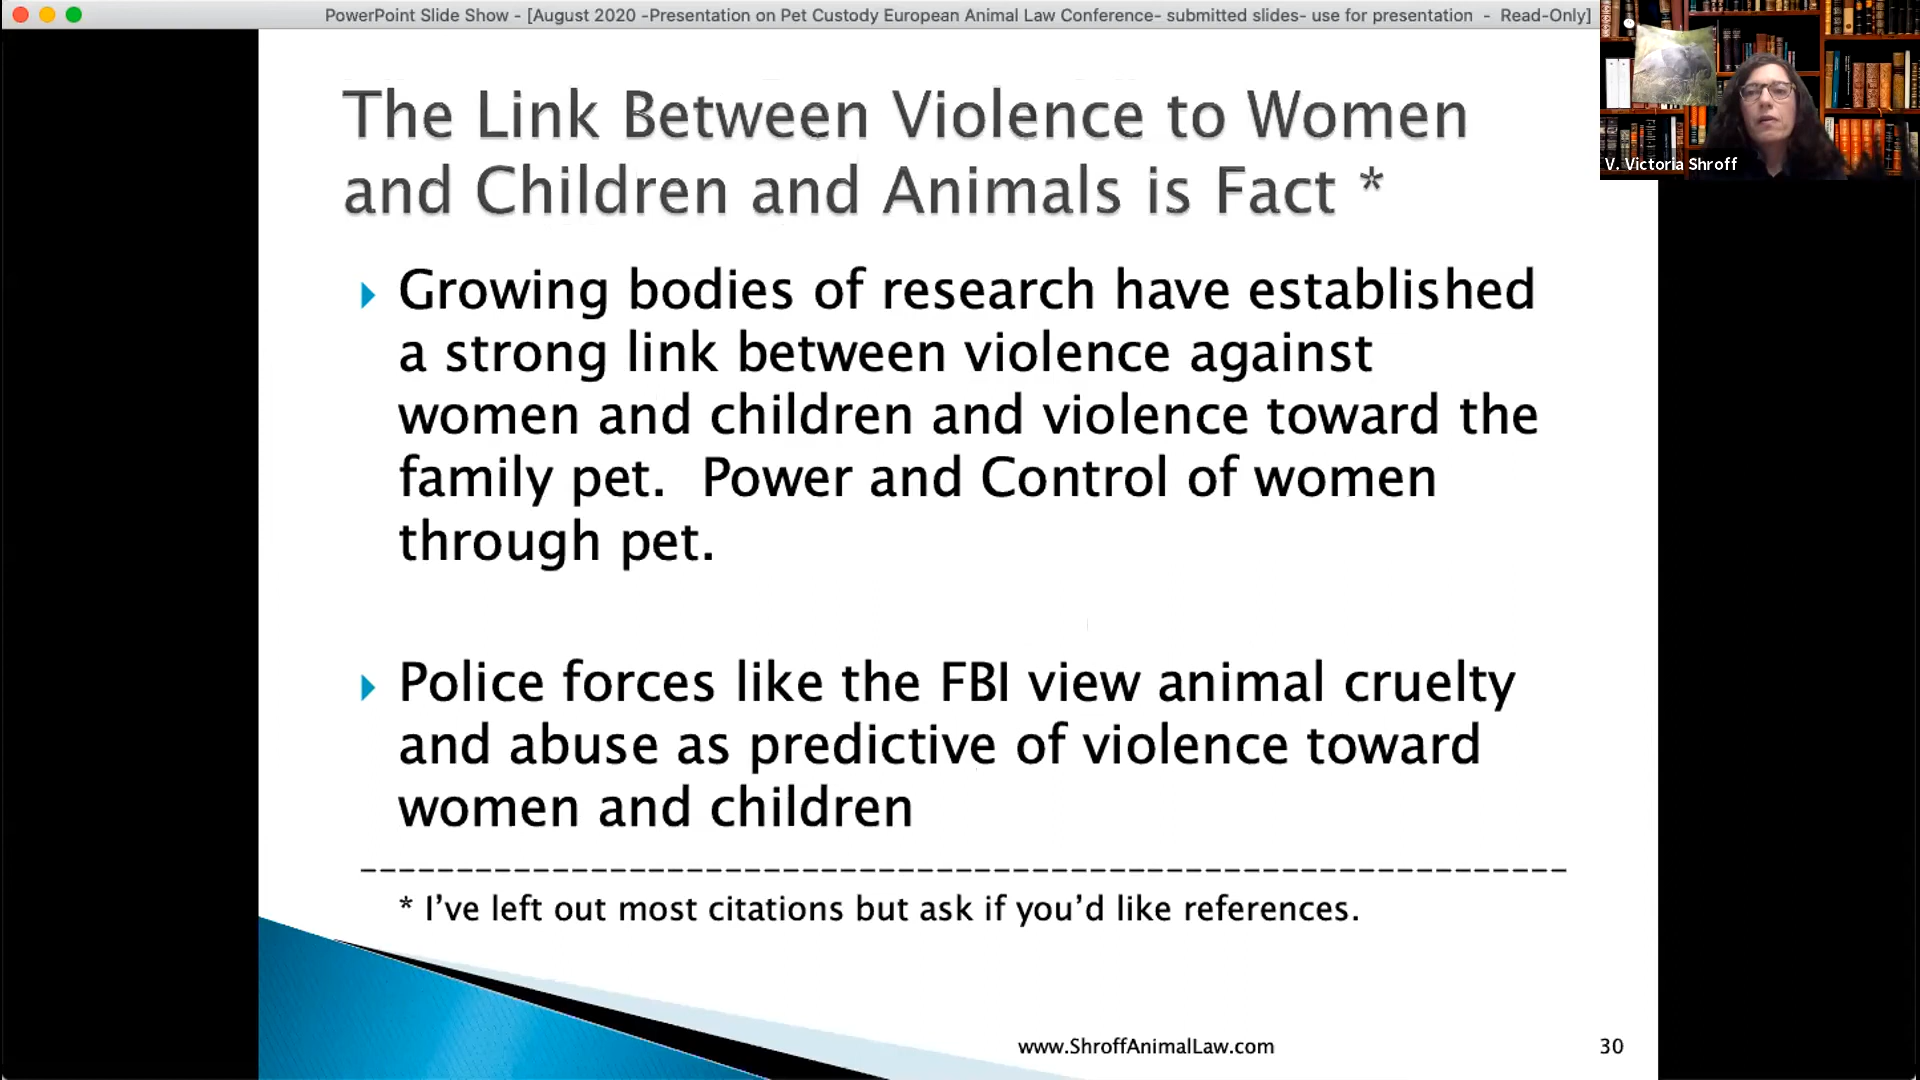 PowerPoint Slide Show - [August 2020 -Presentation on Pet Custody European Animal Law Conference- submitted slides- use for presentation - Read-Only]
V. Victoria Shroff
The Link Between Violence to Women
and Children and Animals is Fact *
Growing bodies of research have established
a strong link between violence against
women and children and violence toward the
family pet. Power and Control of women
through pet.
Police forces like the FBI view animal cruelty
and abuse as predictive of violence toward
women and children
* I’ve left out most citations but ask if you’d like references.
www.ShroffAnimalLaw.com
30